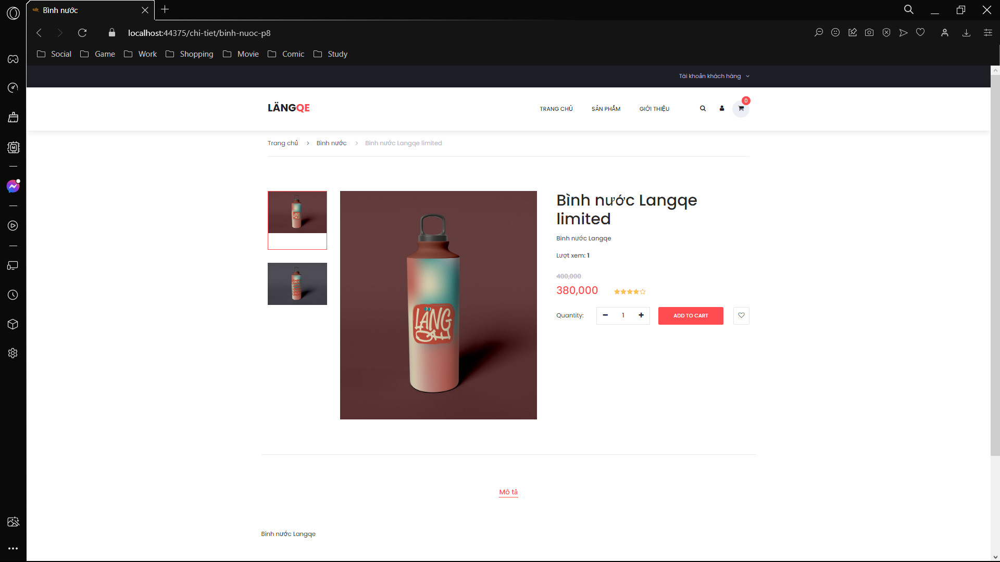 Bình nước
localhost:44375/chi-tiet/binh-nuoc-p8
Social Game Work Shopping Movie Comic Study
Tài khoản khách hàng
LÄNGQE
TRANG CHỦ SẢN PHẨM GIỚI THIỆU
0
Trang chủ > Bình nước > Bình nước Langqe limited
LÄNG
Bình nước Langqe
limited
Bình nước Langqe
Lượt xem: 1
400,000
380,000
Quantity: - 1 + ADD TO CART
Mô tả
Bình nước Langqe